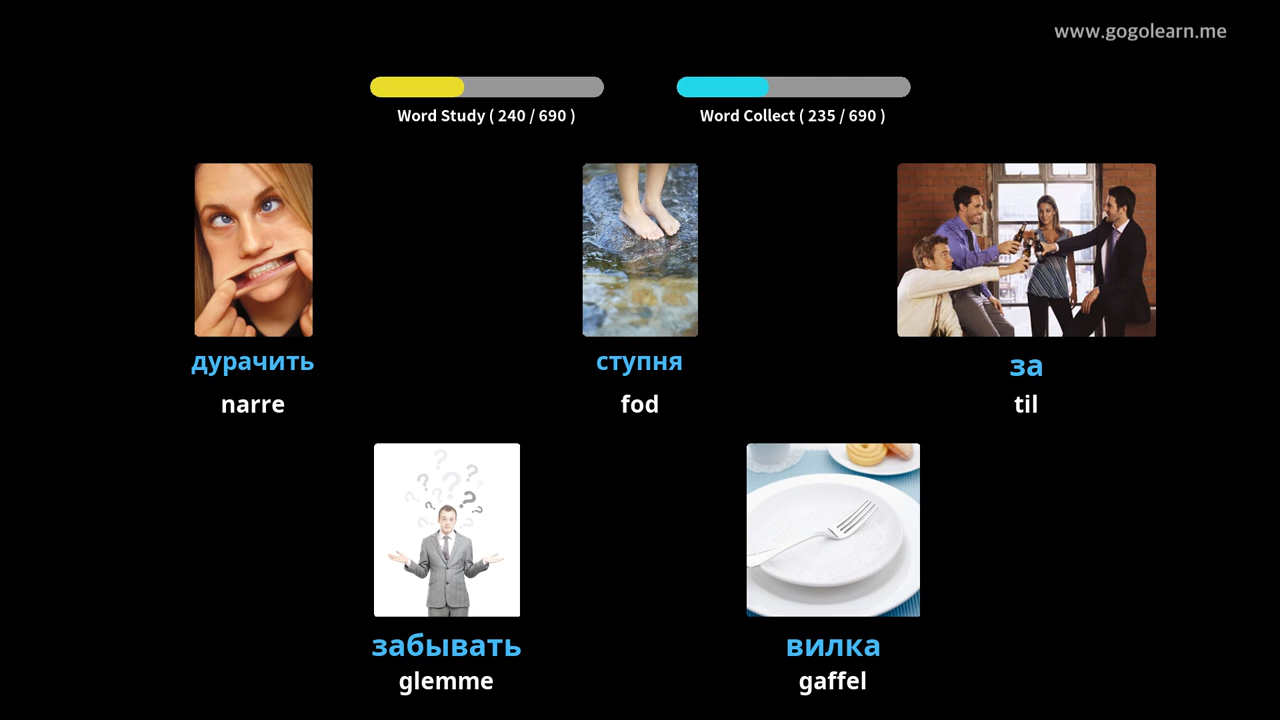 www.gogolearn.me
Word Study ( 240 / 690 )
Word Collect ( 235 / 690 )
дурачить
narre
ступня
fod
за
til
забывать
glemme
вилка
gaffel